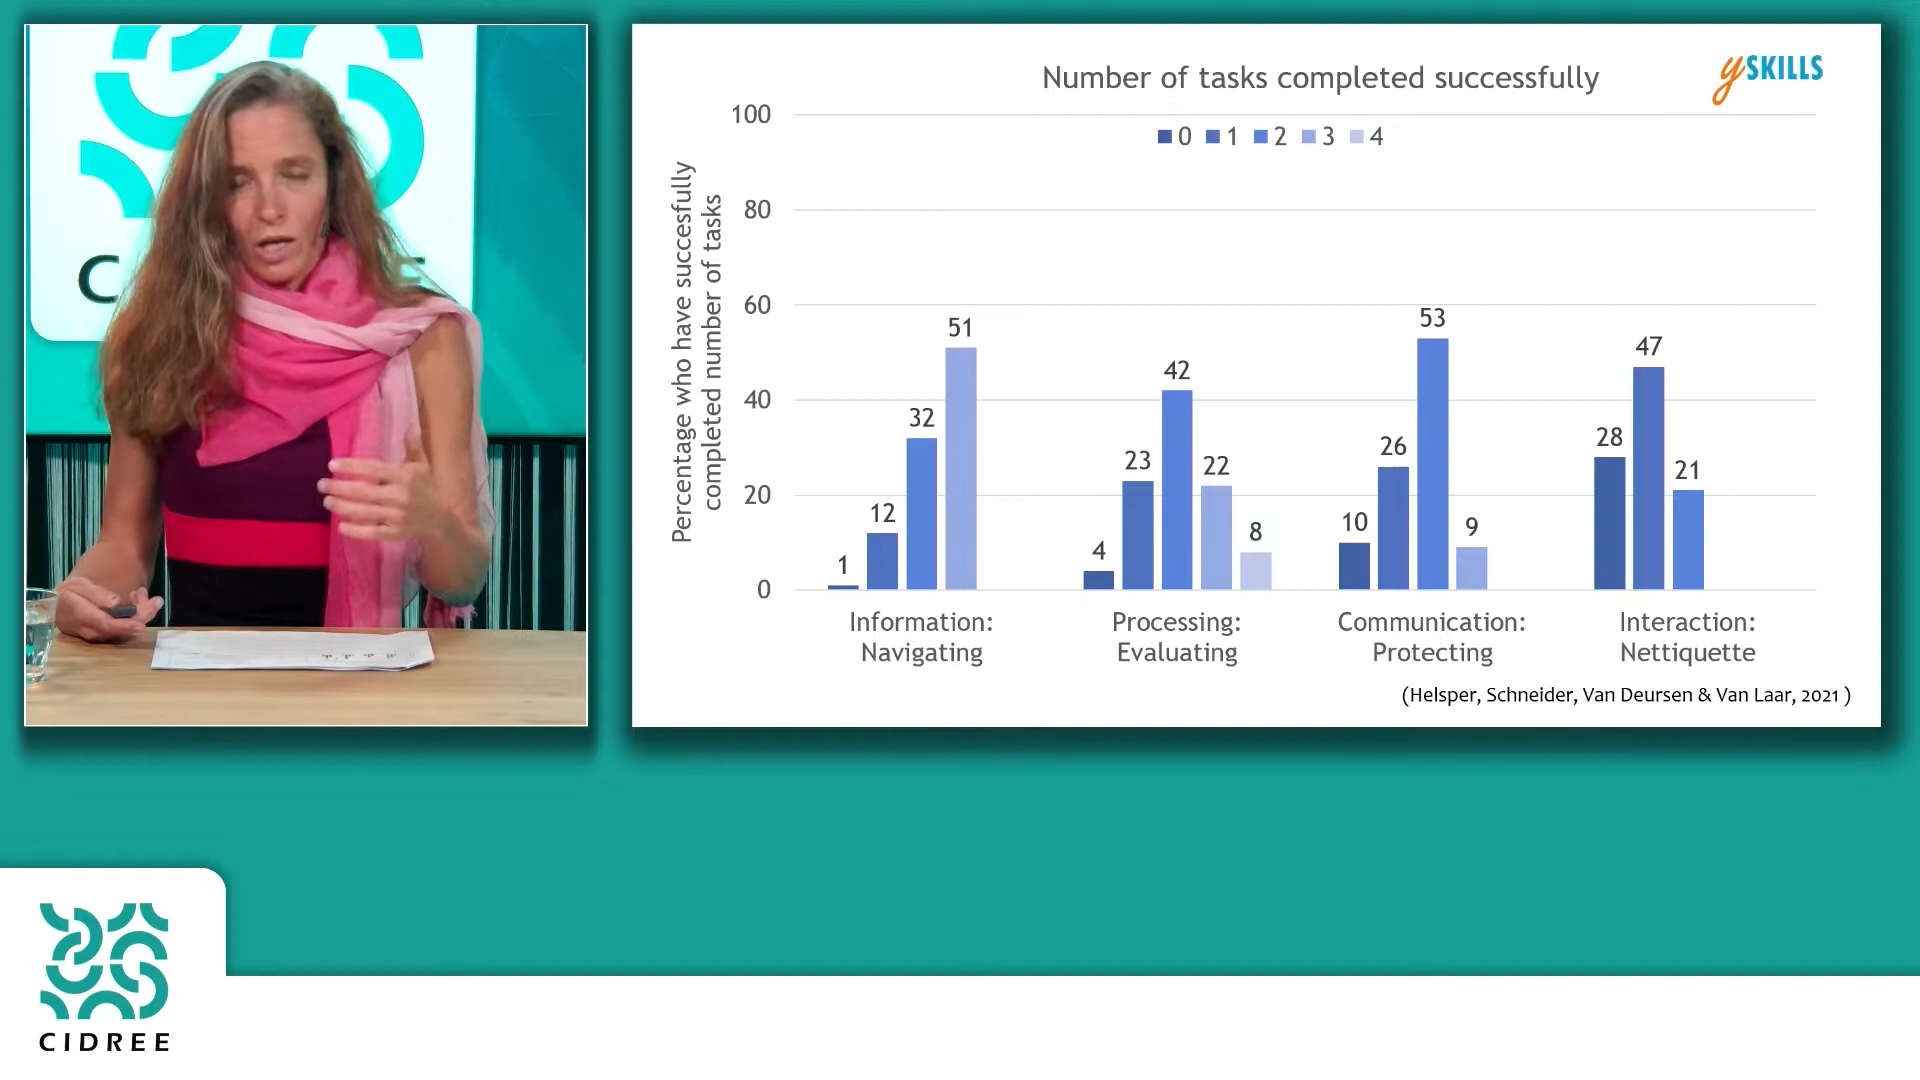 C
E
Number of tasks completed successfully
ySKILLS
0 1 2 3 4
Percentage who have succesfully
completed number of tasks
100
80
60
40
20
0
1 12 32 51
4 23 42 22 8
10 26 53 9
28 47 21
Information:
Navigating
Processing:
Evaluating
Communication:
Protecting
Interaction:
Nettiquette
(Helsper, Schneider, Van Deursen & Van Laar, 2021 )
CIDREE